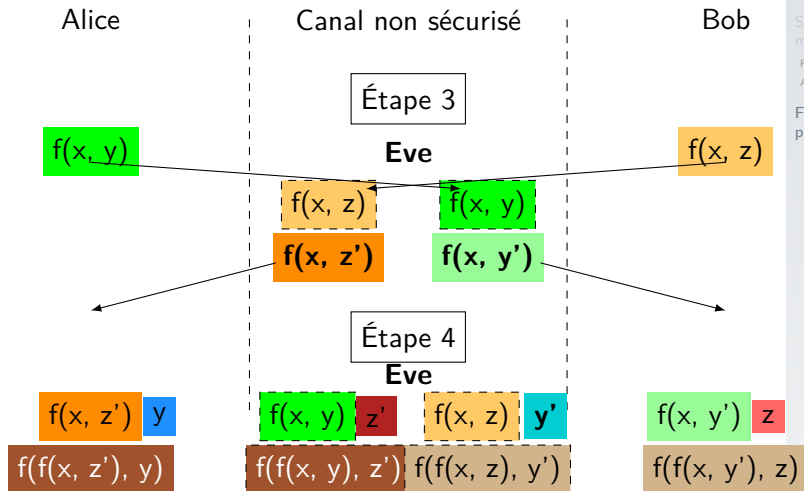 Alice Canal non sécurisé Bob
Étape 3
f(x, y) Eve f(x, z)
f(x, z) f(x, y)
f(x, z') f(x, y')
Étape 4
Eve
f(x, z') y f(x, y) z' f(x, z) y' f(x, y') z
f(f(x, z'), y) f(f(x, y), z') f(f(x, z), y') f(f(x, y'), z)